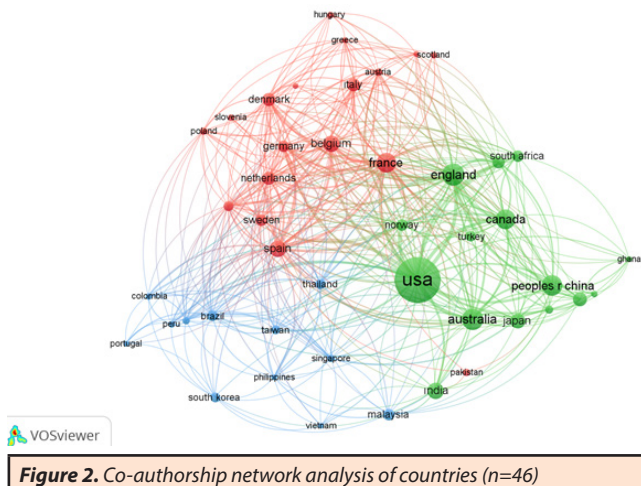 hungary
greece
scotland
austria
italy
denmark
slovenia
poland
germany
belgium
france
south africa
england
netherlands
sweden
norway
canada
turkey
spain
ghana
usa
thailand
peoples r china
colombia
brazil
peru
taiwan
australia
japan
portugal
singapore
pakistan
philippines
india
south korea
malaysia
vietnam
VOSviewer
Figure 2. Co-authorship network analysis of countries (n=46)